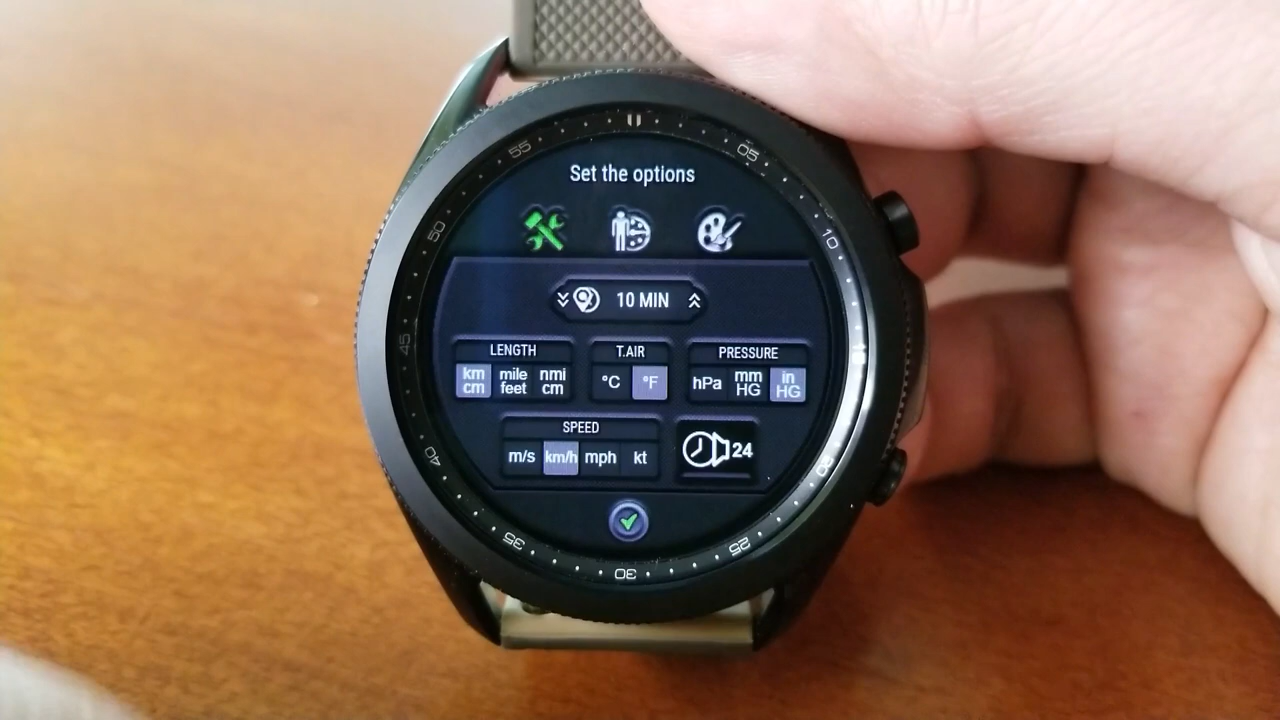 Set the options
10 MIN
LENGTH
km cm
mile feet
nmi cm
T.AIR
°C
°F
PRESSURE
hPa
mm HG
in HG
SPEED
m/s
km/h
mph
kt
24
05
10
25
30
35
40
45
50
55